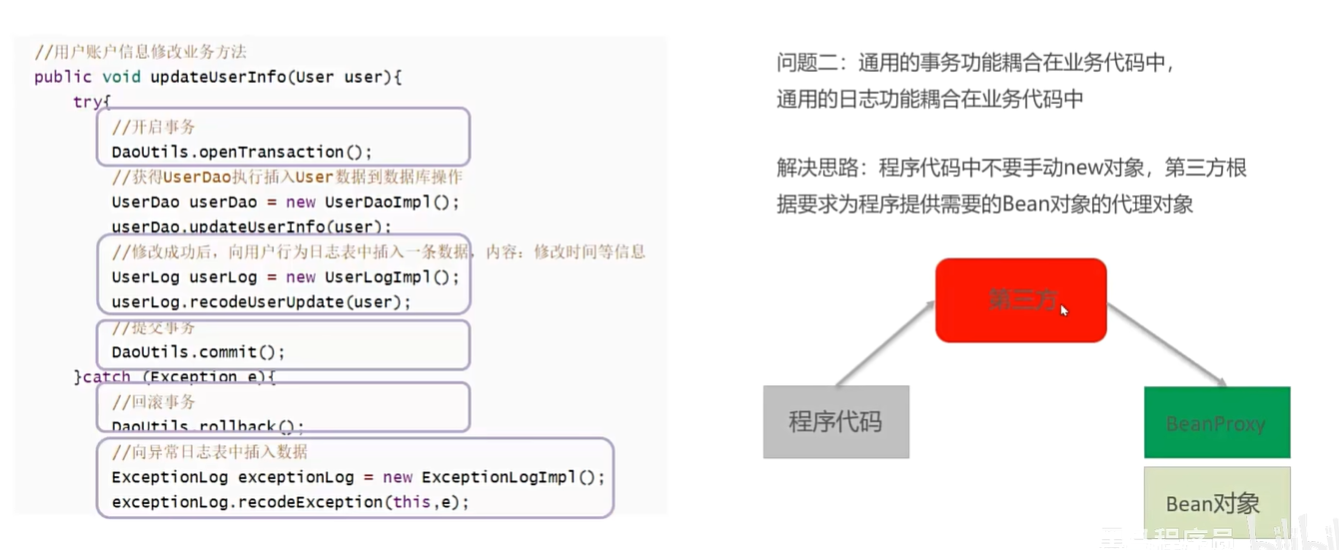 //用户账户信息修改业务方法
public void updateUserInfo(User user){
try{
//开启事务
DaoUtils.openTransaction();
//获得UserDao执行插入User数据到数据库操作
UserDao userDao = new UserDaoImpl();
userDao.updateUserInfo(user);
//修改成功后，向用户行为日志表中插入一条数据，内容：修改时间等信息
UserLog userLog = new UserLogImpl();
userLog.recodeUserUpdate(user);
//提交事务
DaoUtils.commit();
}catch (Exception e){
//回滚事务
DaoUtils.rollback();
//向异常日志表中插入数据
ExceptionLog exceptionLog = new ExceptionLogImpl();
exceptionLog.recodeException(this,e);
问题二：通用的事务功能耦合在业务代码中，
通用的日志功能耦合在业务代码中
解决思路：程序代码中不要手动new对象，第三方根
据要求为程序提供需要的Bean对象的代理对象
第三方
程序代码
BeanProxy
Bean对象
程序局
bilibili